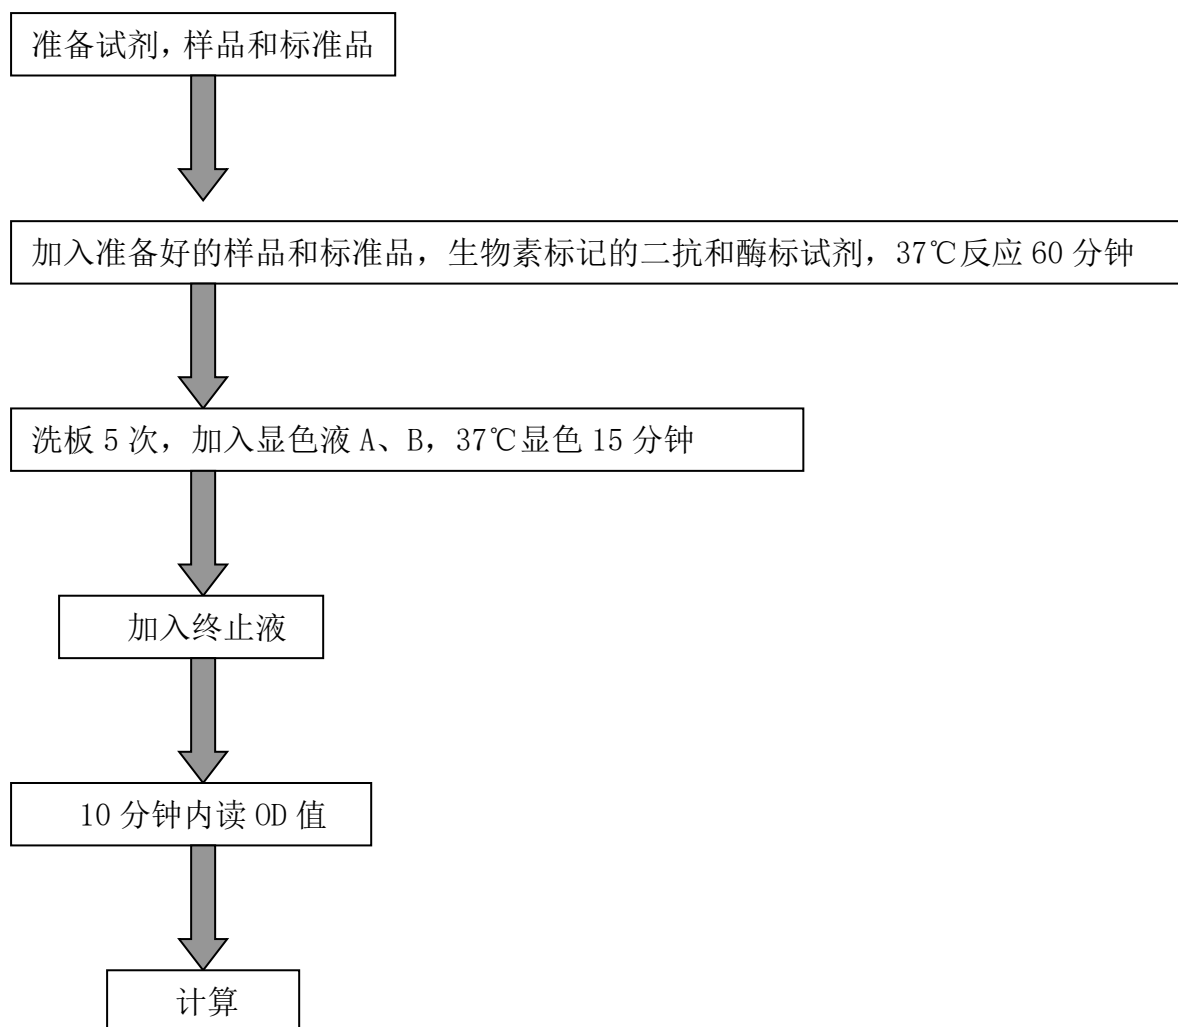 准备试剂，样品和标准品
加入准备好的样品和标准品，生物素标记的二抗和酶标试剂，37℃反应 60 分钟
洗板 5 次，加入显色液 A、B，37℃显色 15 分钟
加入终止液
10 分钟内读 OD 值
计算